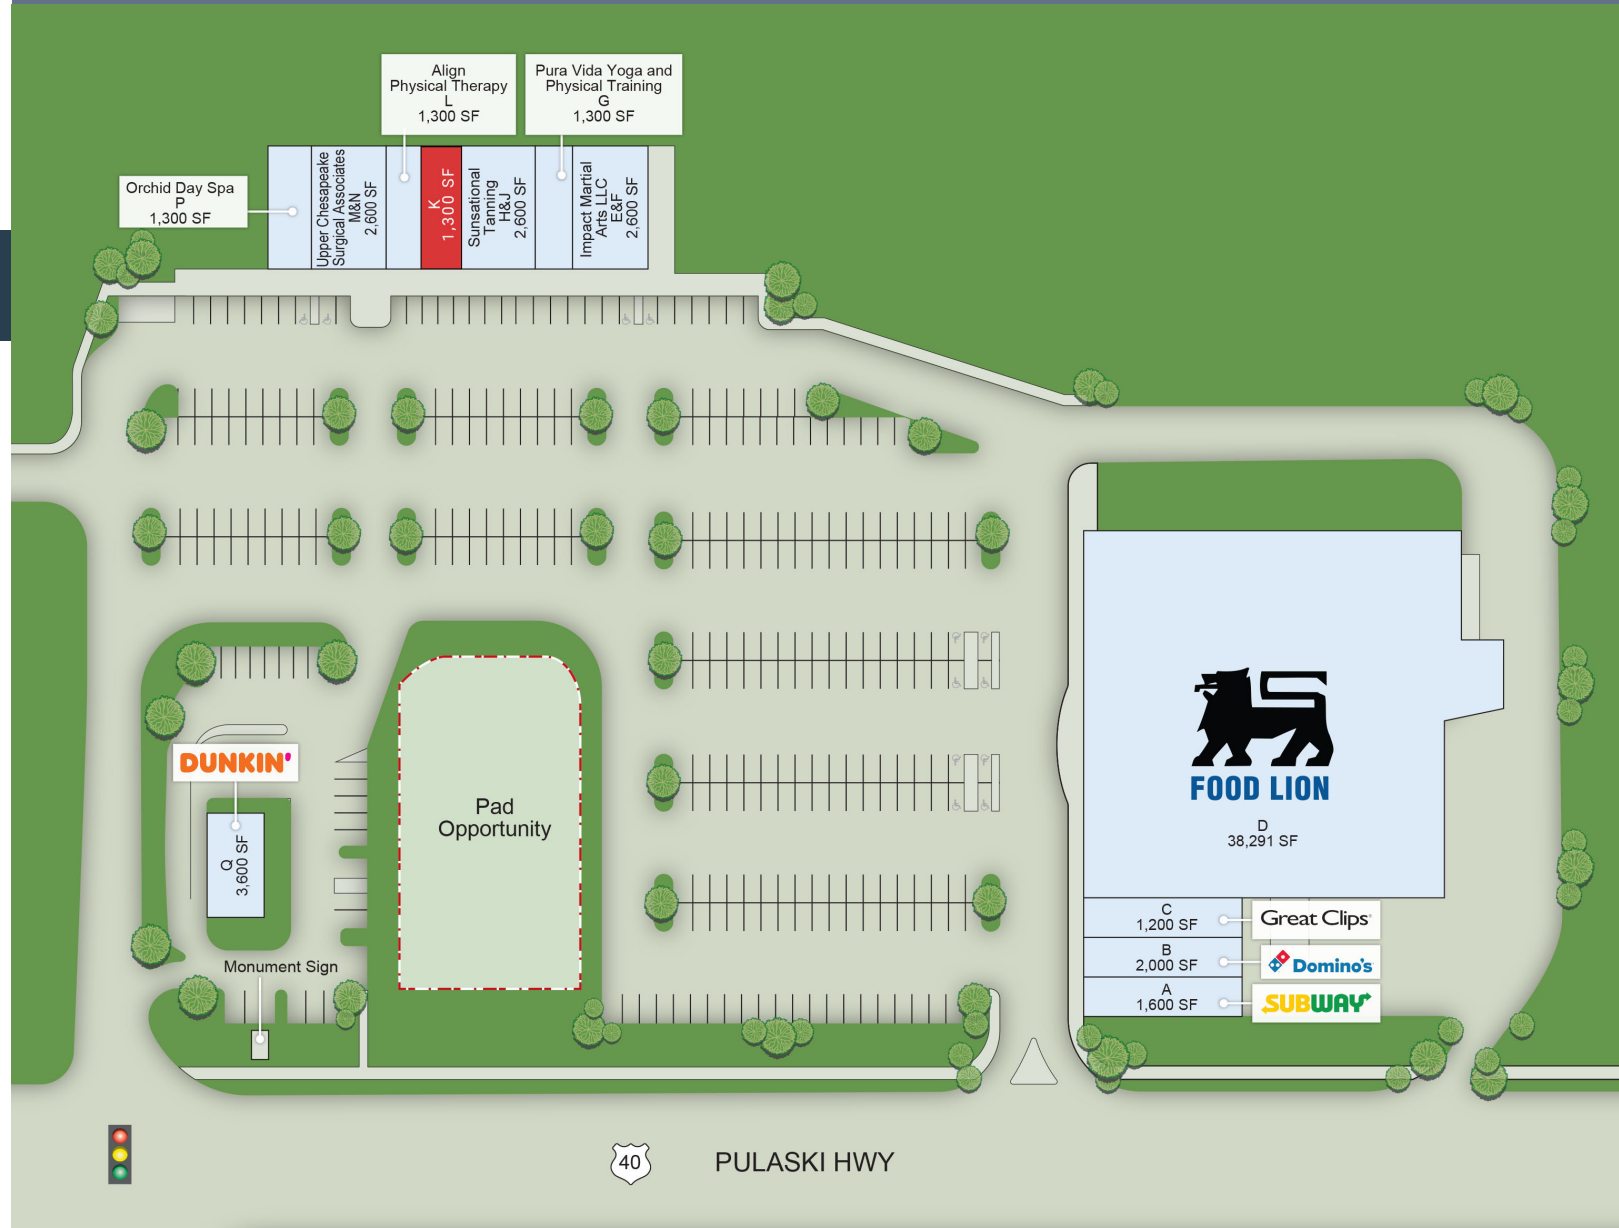 Align
Physical Therapy
L
1,300 SF
Pura Vida Yoga and
Physical Training
G
1,300 SF
Orchid Day Spa
P
1,300 SF
Upper Chesapeake
Surgical Associates
M&N
2,600 SF
K
1,300 SF
Sunsational
Tanning
H&J
2,600 SF
Impact Martial
Arts LLC
E&F
2,600 SF
DUNKIN'
Q
3,600 SF
Monument Sign
Pad
Opportunity
FOOD LION
D
38,291 SF
C
1,200 SF
Great Clips®
B
2,000 SF
Domino's
A
1,600 SF
SUBWAY
40
PULASKI HWY